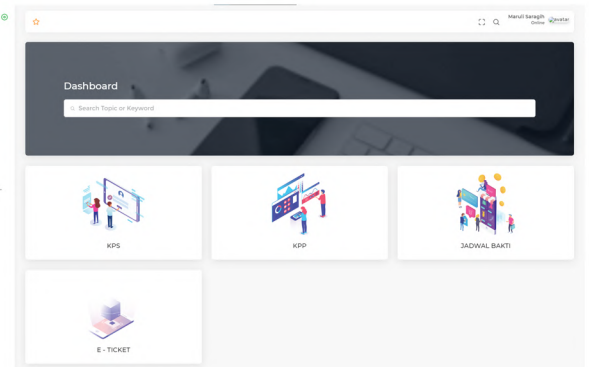 Maruli Saragih
Online
avatar
Dashboard
Search Topic or Keyword
KPS
KPP
JADWAL BAKTI
E - TICKET